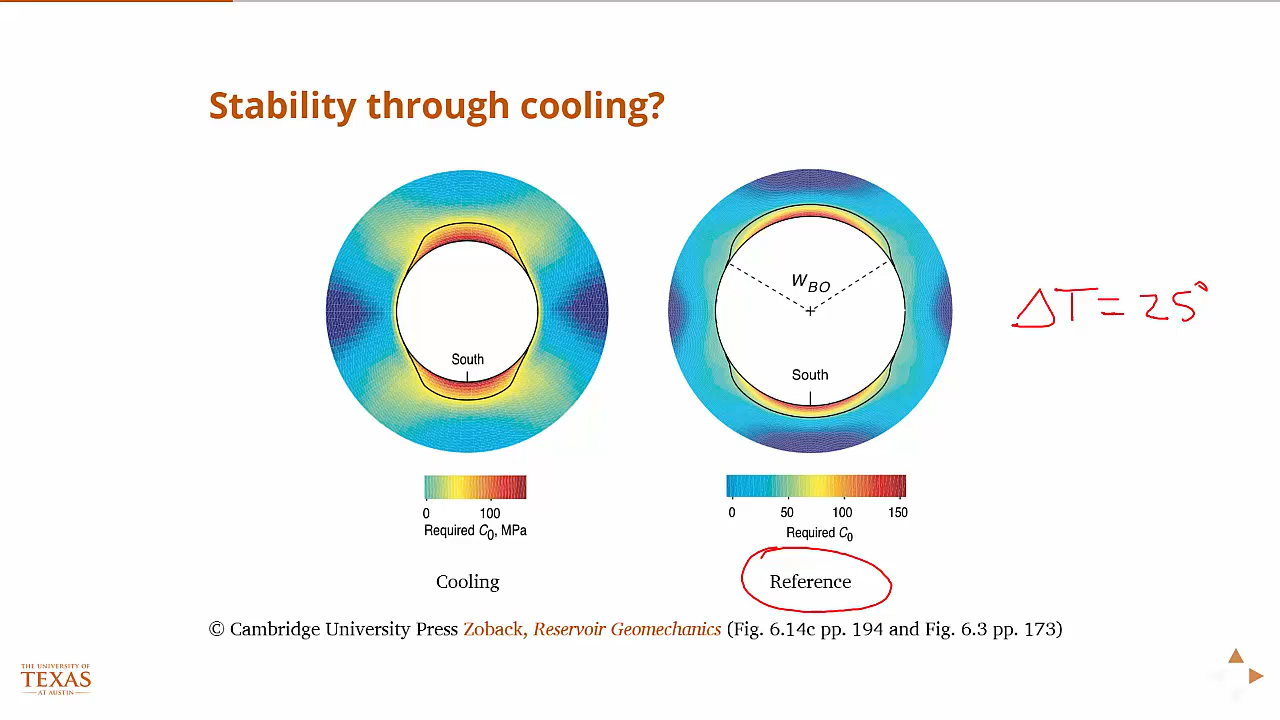 Stability through cooling?
South
W_BO
South
ΔT = 25°
0 100
Required C₀, MPa
0 50 100 150
Required C₀
Cooling
Reference
© Cambridge University Press Zoback, Reservoir Geomechanics (Fig. 6.14c pp. 194 and Fig. 6.3 pp. 173)
THE UNIVERSITY OF
TEXAS
AT AUSTIN